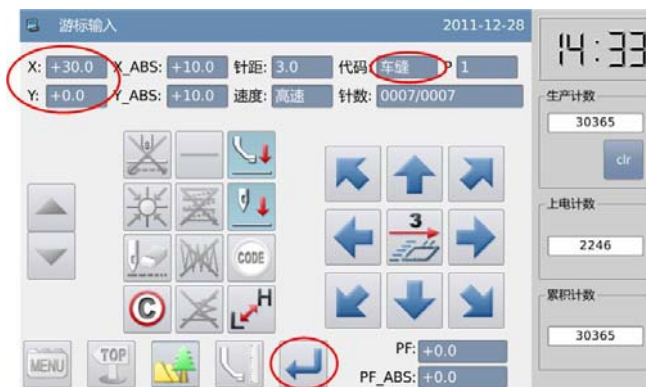 游标输入 2011-12-28
14:33
X: +30.0 X_ABS: +10.0 针距: 3.0 代码: 车缝 P 1
Y: +0.0 Y_ABS: +10.0 速度: 高速 针数: 0007/0007
生产计数
30365
clr
上电计数
2246
累积计数
30365
3
CODE
C H L
MENU TOP
PF: +0.0
PF_ABS: +0.0